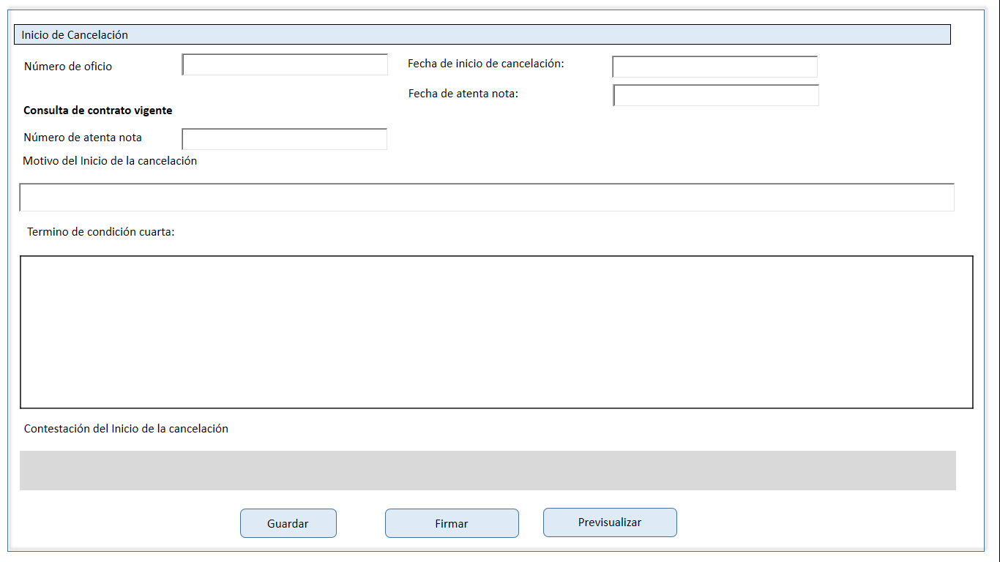 Inicio de Cancelación
Número de oficio
Fecha de inicio de cancelación:
Fecha de atenta nota:
Consulta de contrato vigente
Número de atenta nota
Motivo del Inicio de la cancelación
Termino de condición cuarta:
Contestación del Inicio de la cancelación
Guardar
Firmar
Previsualizar